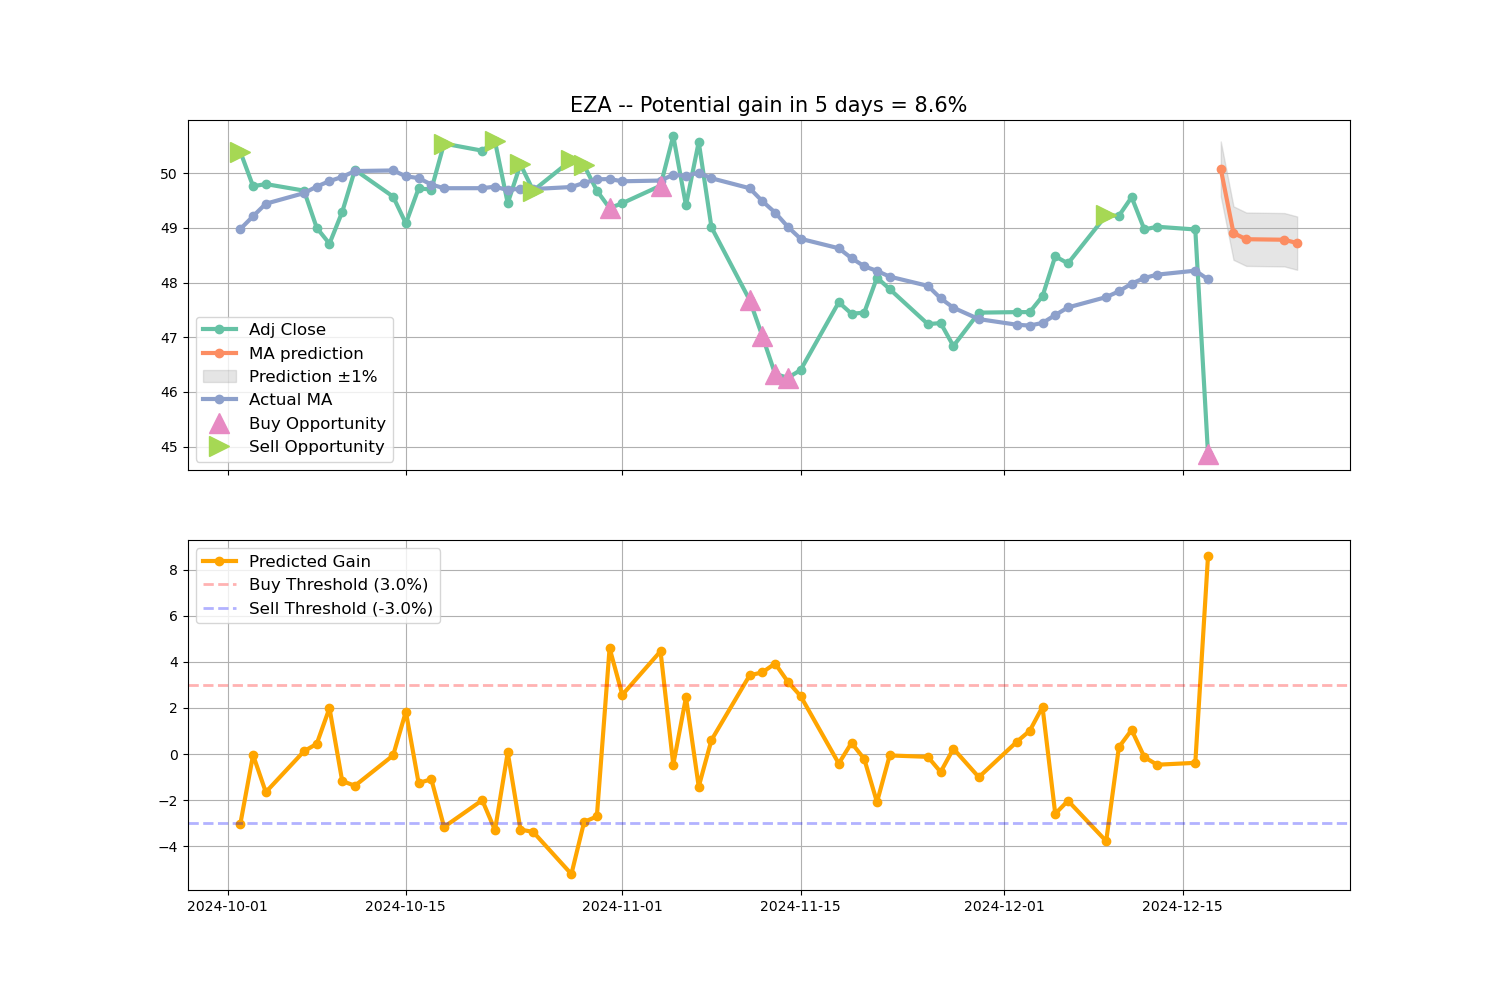 EZA -- Potential gain in 5 days = 8.6%
50
49
48
47
46
45
Adj Close
MA prediction
Prediction ±1%
Actual MA
Buy Opportunity
Sell Opportunity
8
6
4
2
0
−2
−4
Predicted Gain
Buy Threshold (3.0%)
Sell Threshold (-3.0%)
2024-10-01 2024-10-15 2024-11-01 2024-11-15 2024-12-01 2024-12-15